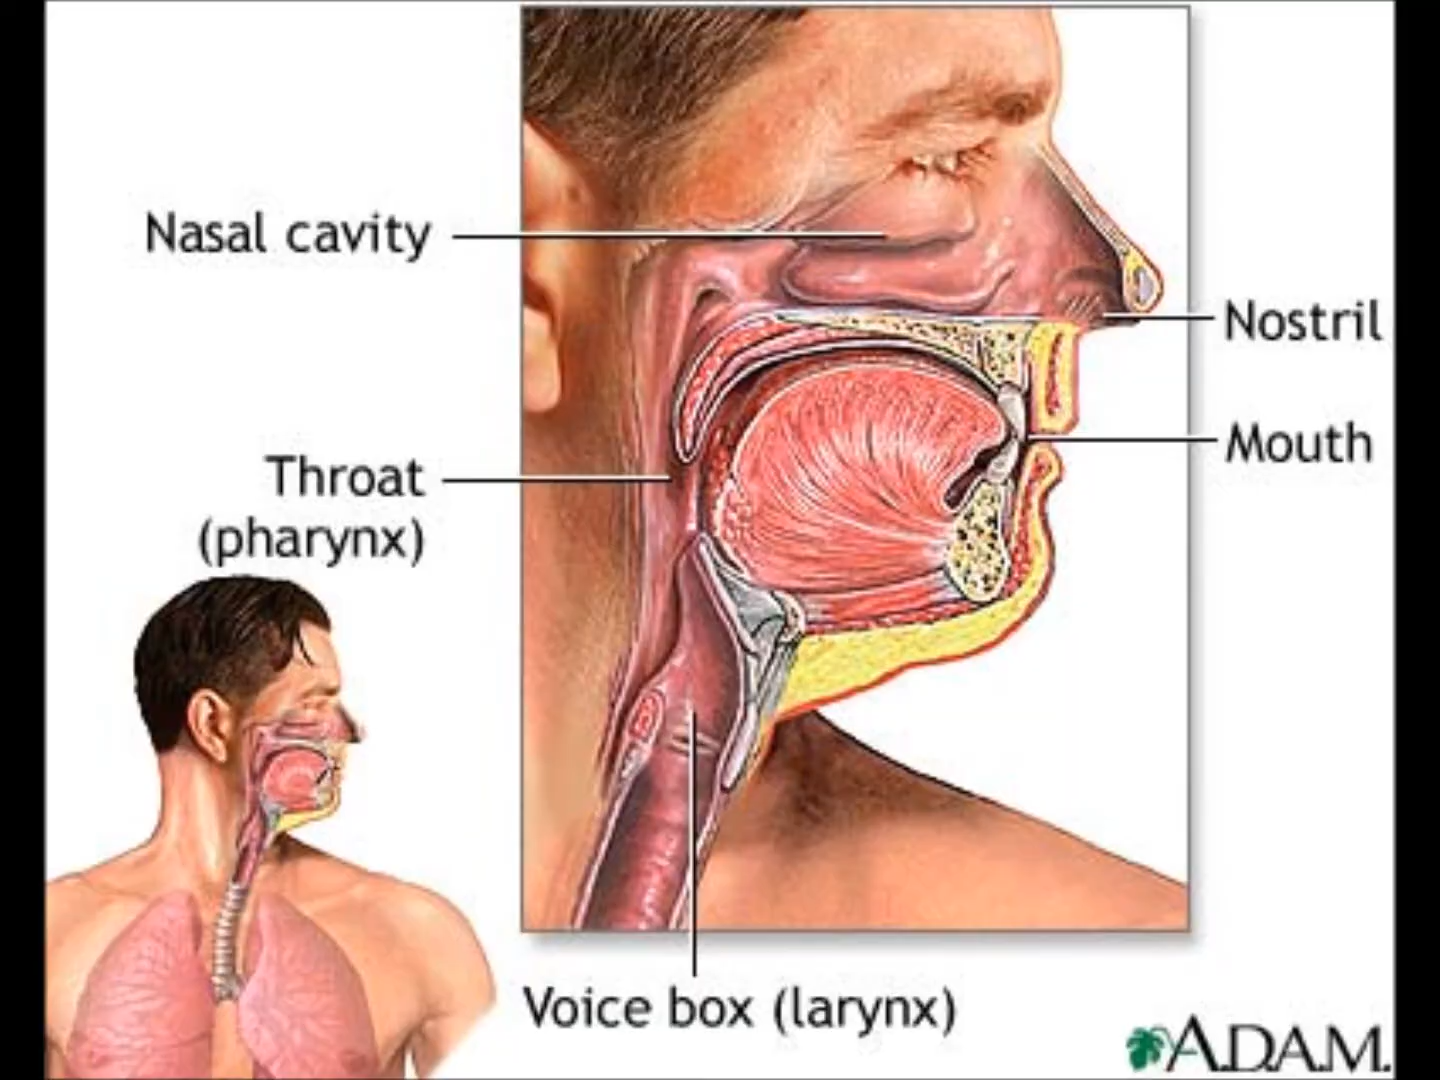 Nasal cavity
Nostril
Mouth
Throat
(pharynx)
Voice box (larynx)
A.D.A.M.